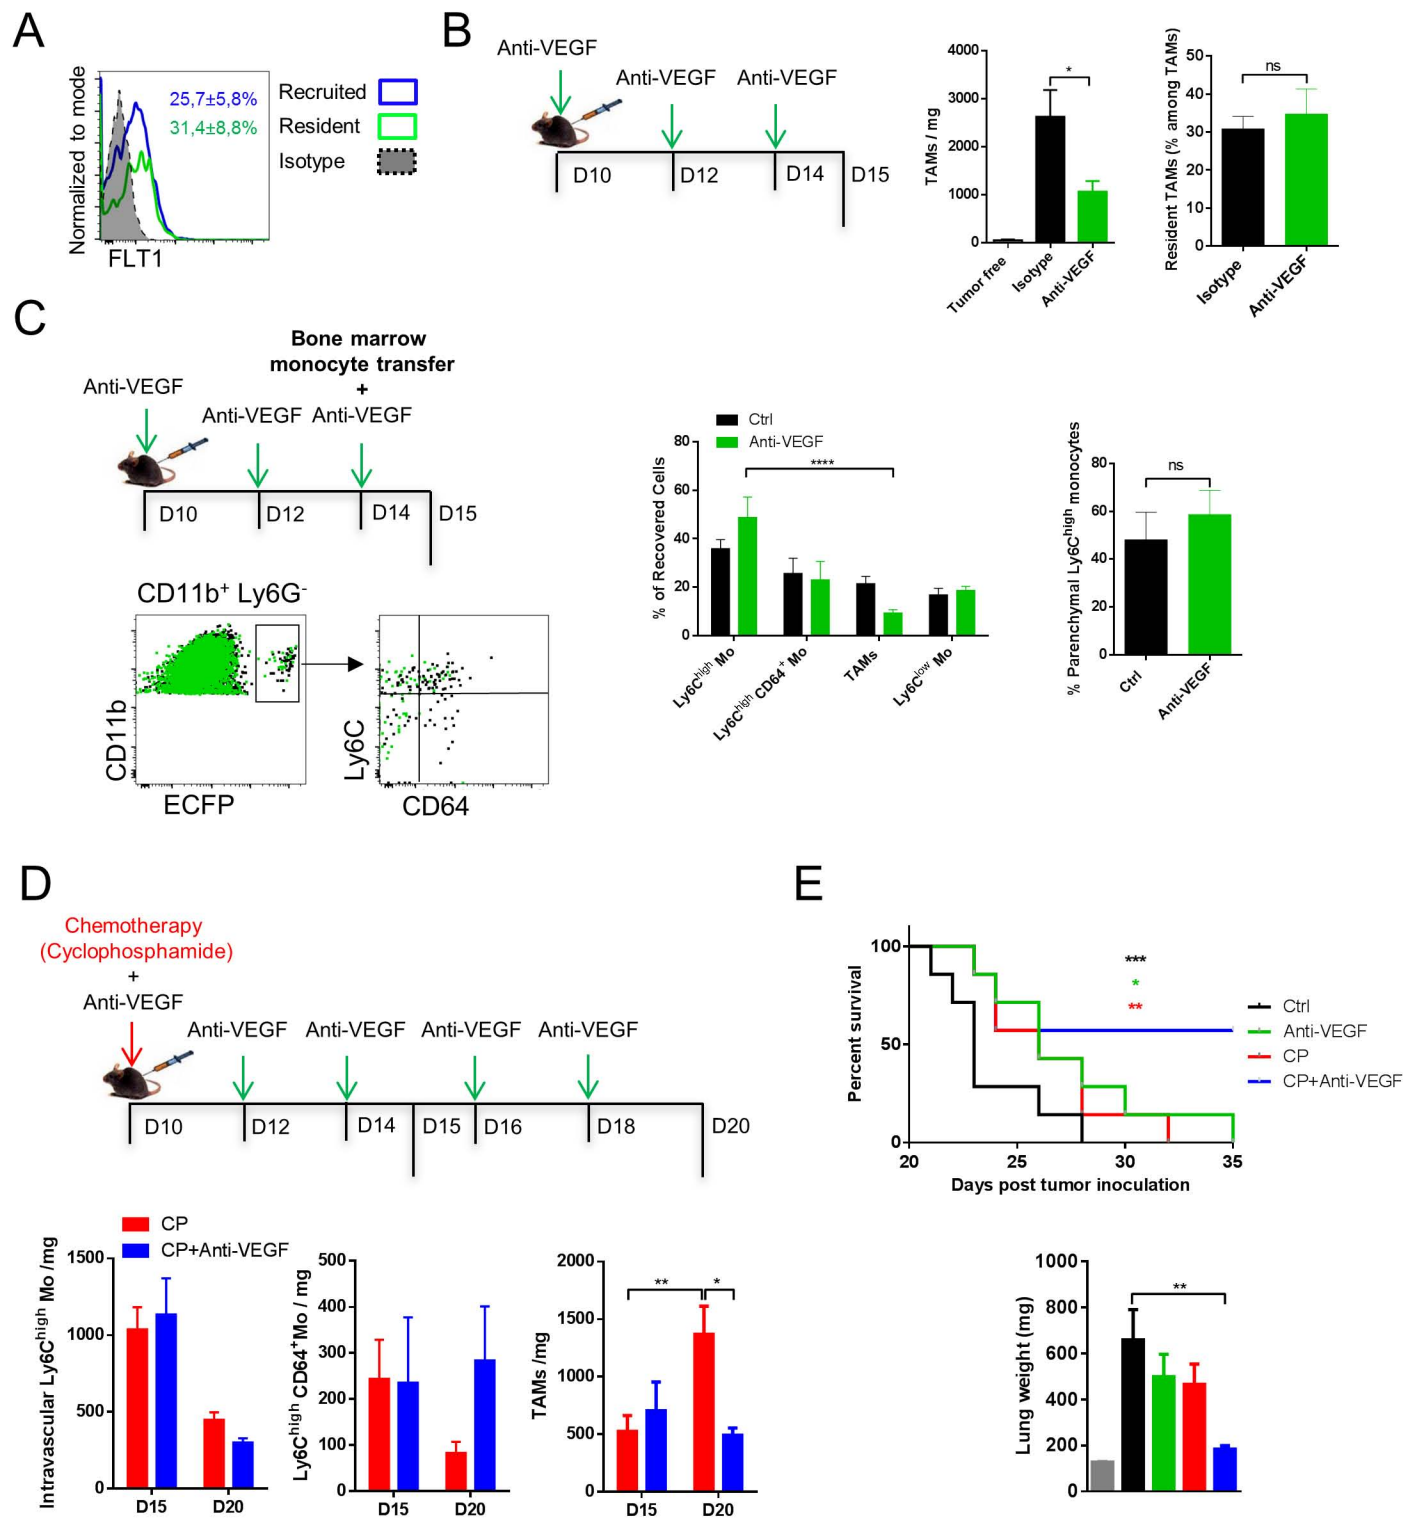 A
Normalized to mode
25,7±5,8%
31,4±8,8%
FLT1
Recruited
Resident
Isotype
B
Anti-VEGF
Anti-VEGF
Anti-VEGF
D10
D12
D14
D15
TAMs / mg
4000
3000
2000
1000
0
*
Tumor free
Isotype
Anti-VEGF
Resident TAMs (% among TAMs)
50
40
30
20
10
0
ns
Isotype
Anti-VEGF
C
Bone marrow
monocyte transfer
+
Anti-VEGF
Anti-VEGF
Anti-VEGF
D10
D12
D14
D15
CD11b+ Ly6G-
CD11b
ECFP
Ly6C
CD64
Ctrl
Anti-VEGF
% of Recovered Cells
80
60
40
20
0
****
Ly6Chigh Mo
Ly6Chigh CD64+ Mo
TAMs
Ly6Clow Mo
% Parenchymal Ly6Chigh monocytes
80
60
40
20
0
ns
Ctrl
Anti-VEGF
D
Chemotherapy
(Cyclophosphamide)
+
Anti-VEGF
Anti-VEGF
Anti-VEGF
Anti-VEGF
Anti-VEGF
D10
D12
D14
D15
D16
D18
D20
CP
CP+Anti-VEGF
Intravascular Ly6Chigh Mo /mg
1500
1000
500
0
D15
D20
Ly6Chigh CD64+Mo / mg
500
400
300
200
100
0
D15
D20
TAMs /mg
2000
1500
1000
500
0
**
*
D15
D20
E
Percent survival
100
50
0
***
*
**
20
25
30
35
Days post tumor inoculation
Ctrl
Anti-VEGF
CP
CP+Anti-VEGF
Lung weight (mg)
1000
800
600
400
200
0
**